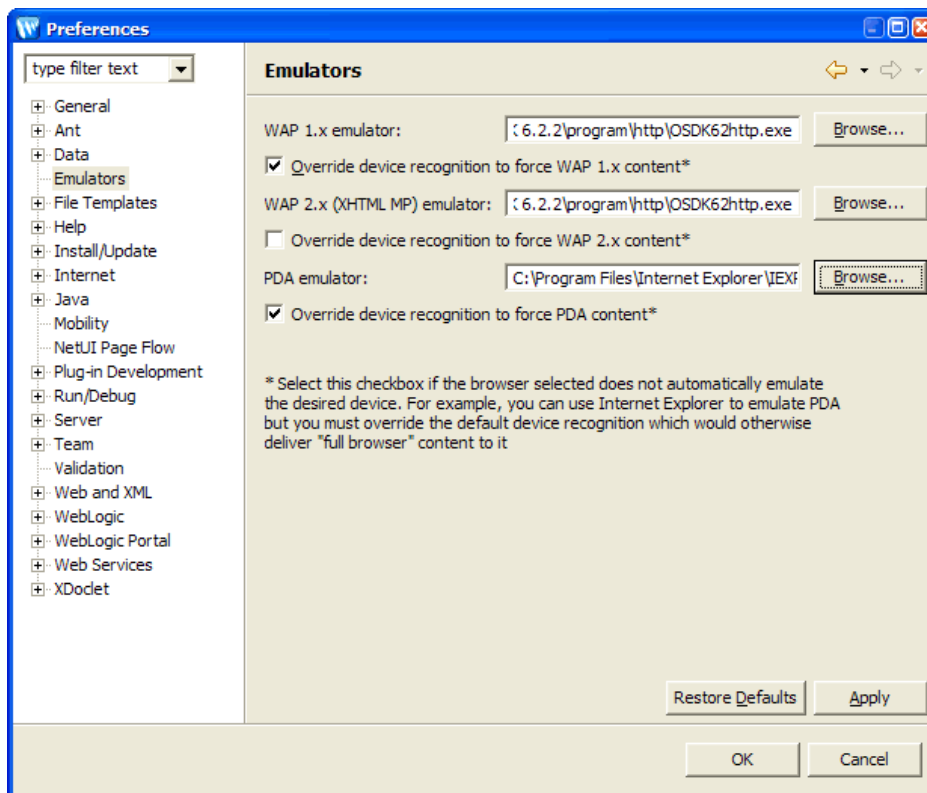 Preferences
type filter text
General
Ant
Data
Emulators
File Templates
Help
Install/Update
Internet
Java
Mobility
NetUI Page Flow
Plug-in Development
Run/Debug
Server
Team
Validation
Web and XML
WebLogic
WebLogic Portal
Web Services
XDoclet
Emulators
WAP 1.x emulator: 6.2.2\program\http\OSDK62http.exe Browse...
Override device recognition to force WAP 1.x content*
WAP 2.x (XHTML MP) emulator: 6.2.2\program\http\OSDK62http.exe Browse...
Override device recognition to force WAP 2.x content*
PDA emulator: C:\Program Files\Internet Explorer\IEXP Browse...
Override device recognition to force PDA content*
* Select this checkbox if the browser selected does not automatically emulate
the desired device. For example, you can use Internet Explorer to emulate PDA
but you must override the default device recognition which would otherwise
deliver "full browser" content to it
Restore Defaults Apply
OK Cancel